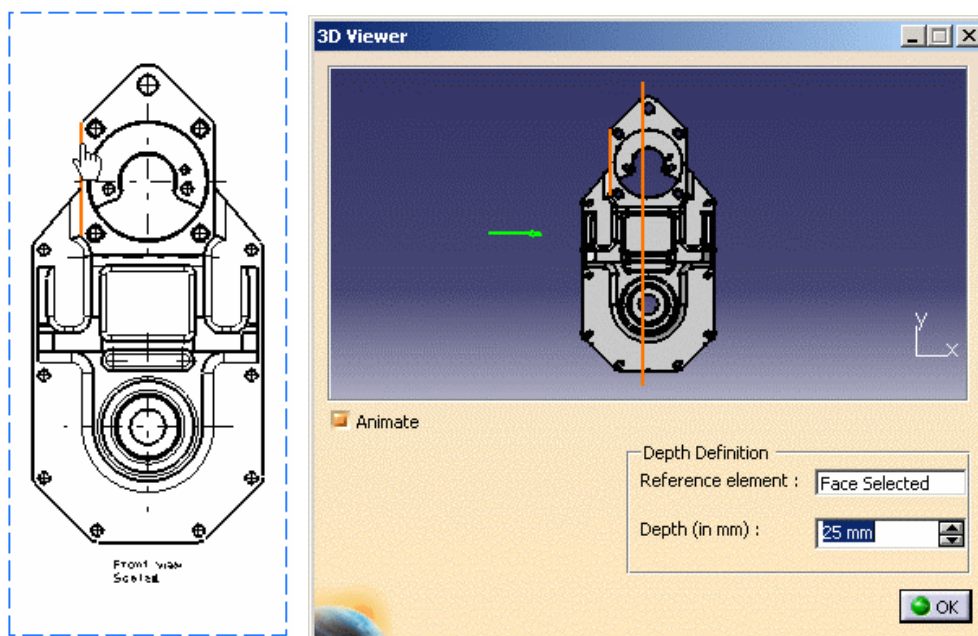 Front view
Scaled
3D Viewer
y
x
Animate
Depth Definition
Reference element :
Face Selected
Depth (in mm) :
25 mm
OK